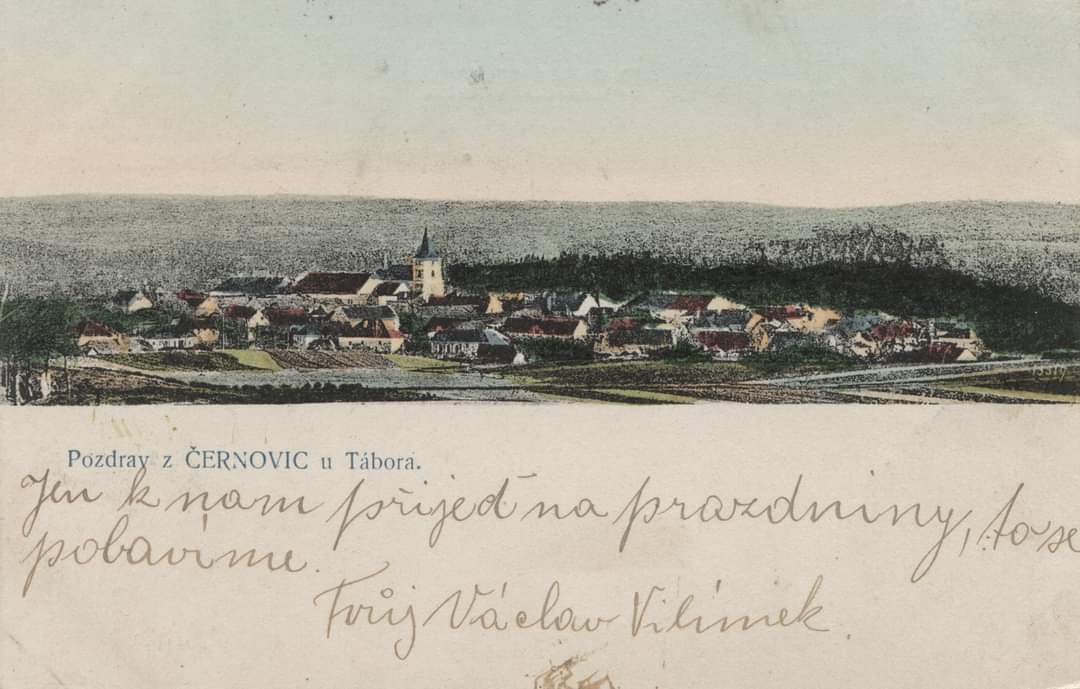 Pozdrav z ČERNOVIC u Tábora.
Jen k nam přijeď na prazdniny, to se
pobavíme.
Tvůj Václav Vilímek.